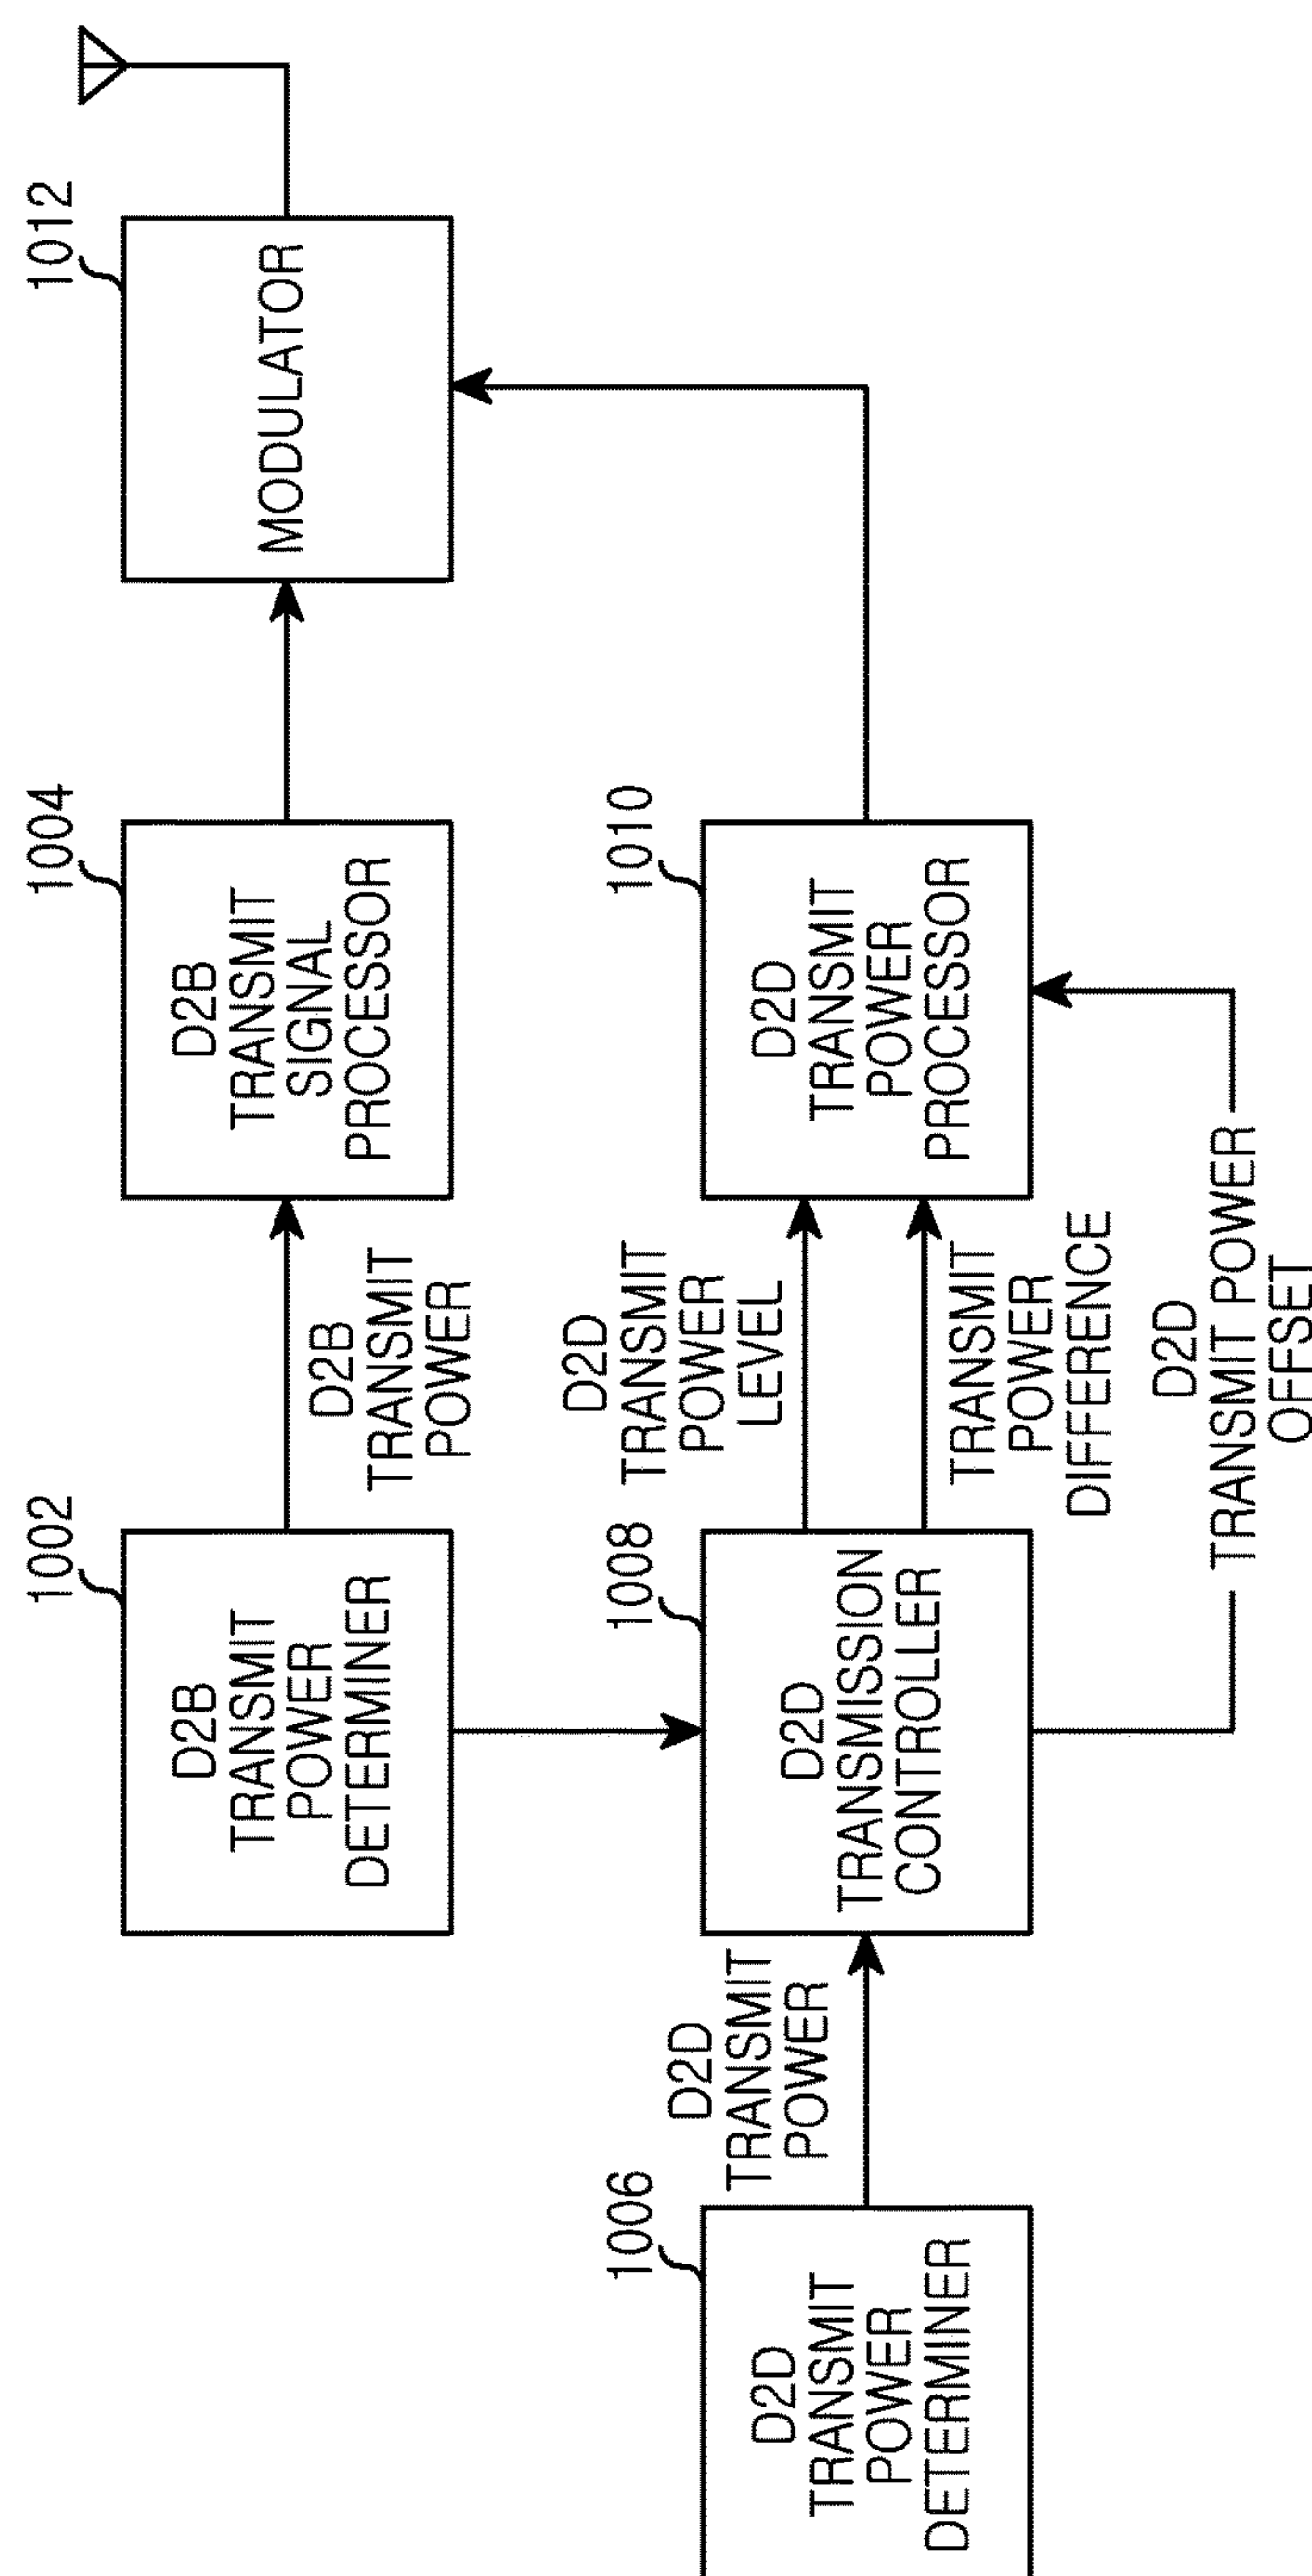 1002
D2B
TRANSMIT
POWER
DETERMINER
D2B
TRANSMIT
POWER
1004
D2B
TRANSMIT
SIGNAL
PROCESSOR
1012
MODULATOR
1006
D2D
TRANSMIT
POWER
DETERMINER
D2D
TRANSMIT
POWER
1008
D2D
TRANSMISSION
CONTROLLER
D2D
TRANSMIT
POWER
LEVEL
TRANSMIT
POWER
DIFFERENCE
1010
D2D
TRANSMIT
POWER
PROCESSOR
D2D
TRANSMIT POWER
OFFSET